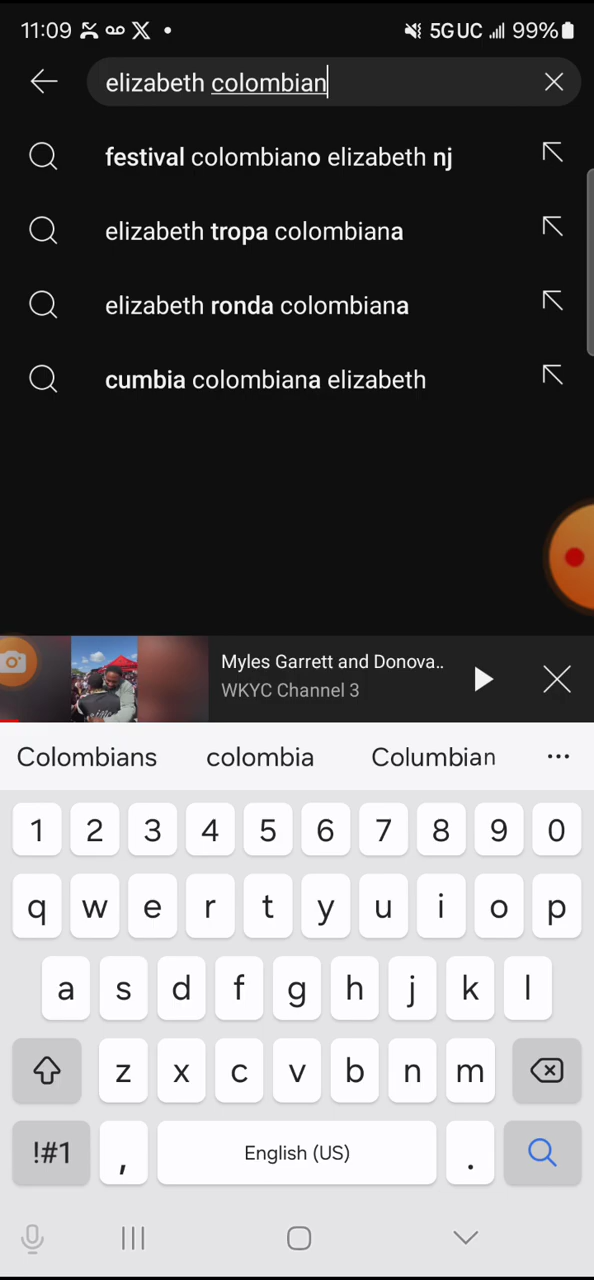 11:09 5G UC 99%
elizabeth colombian
festival colombiano elizabeth nj
elizabeth tropa colombiana
elizabeth ronda colombiana
cumbia colombiana elizabeth
Myles Garrett and Donova..
WKYC Channel 3
Colombians colombia Columbian ...
1 2 3 4 5 6 7 8 9 0
q w e r t y u i o p
a s d f g h j k l
z x c v b n m
!#1 , English (US) .